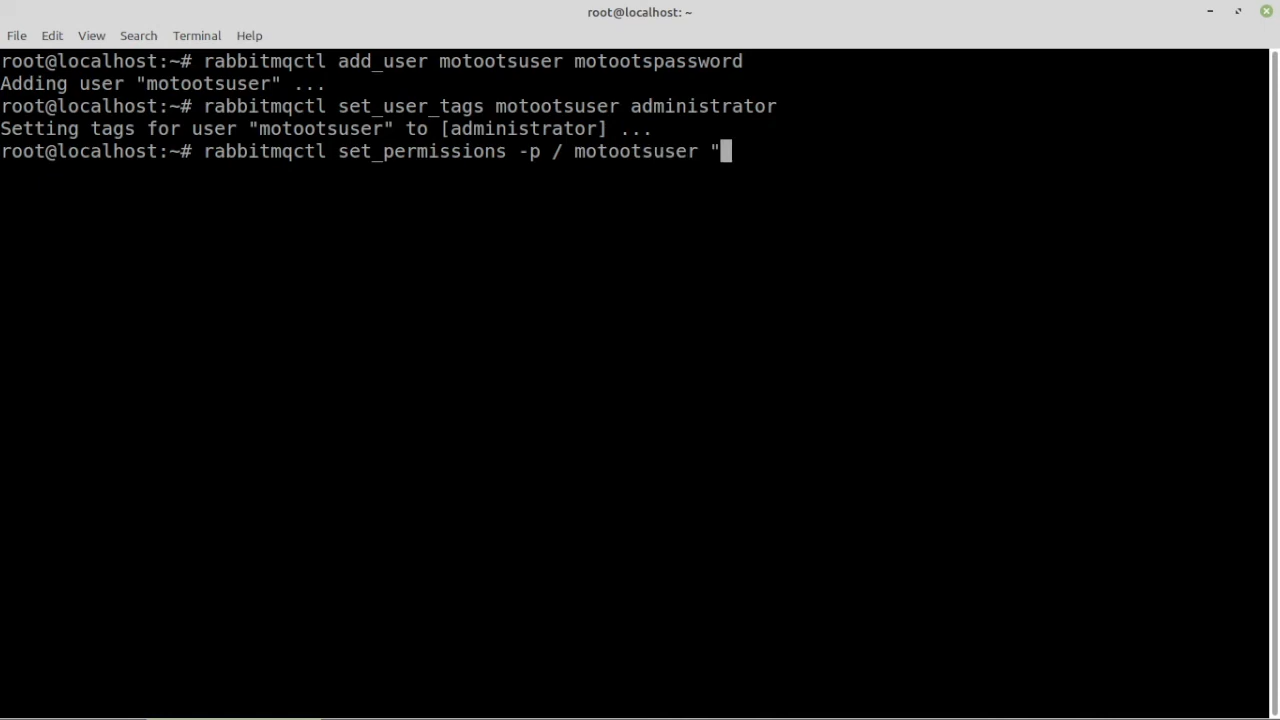 root@localhost: ~
File Edit View Search Terminal Help
root@localhost:~# rabbitmqctl add_user motootsuser motootspassword
Adding user "motootsuser" ...
root@localhost:~# rabbitmqctl set_user_tags motootsuser administrator
Setting tags for user "motootsuser" to [administrator] ...
root@localhost:~# rabbitmqctl set_permissions -p / motootsuser "